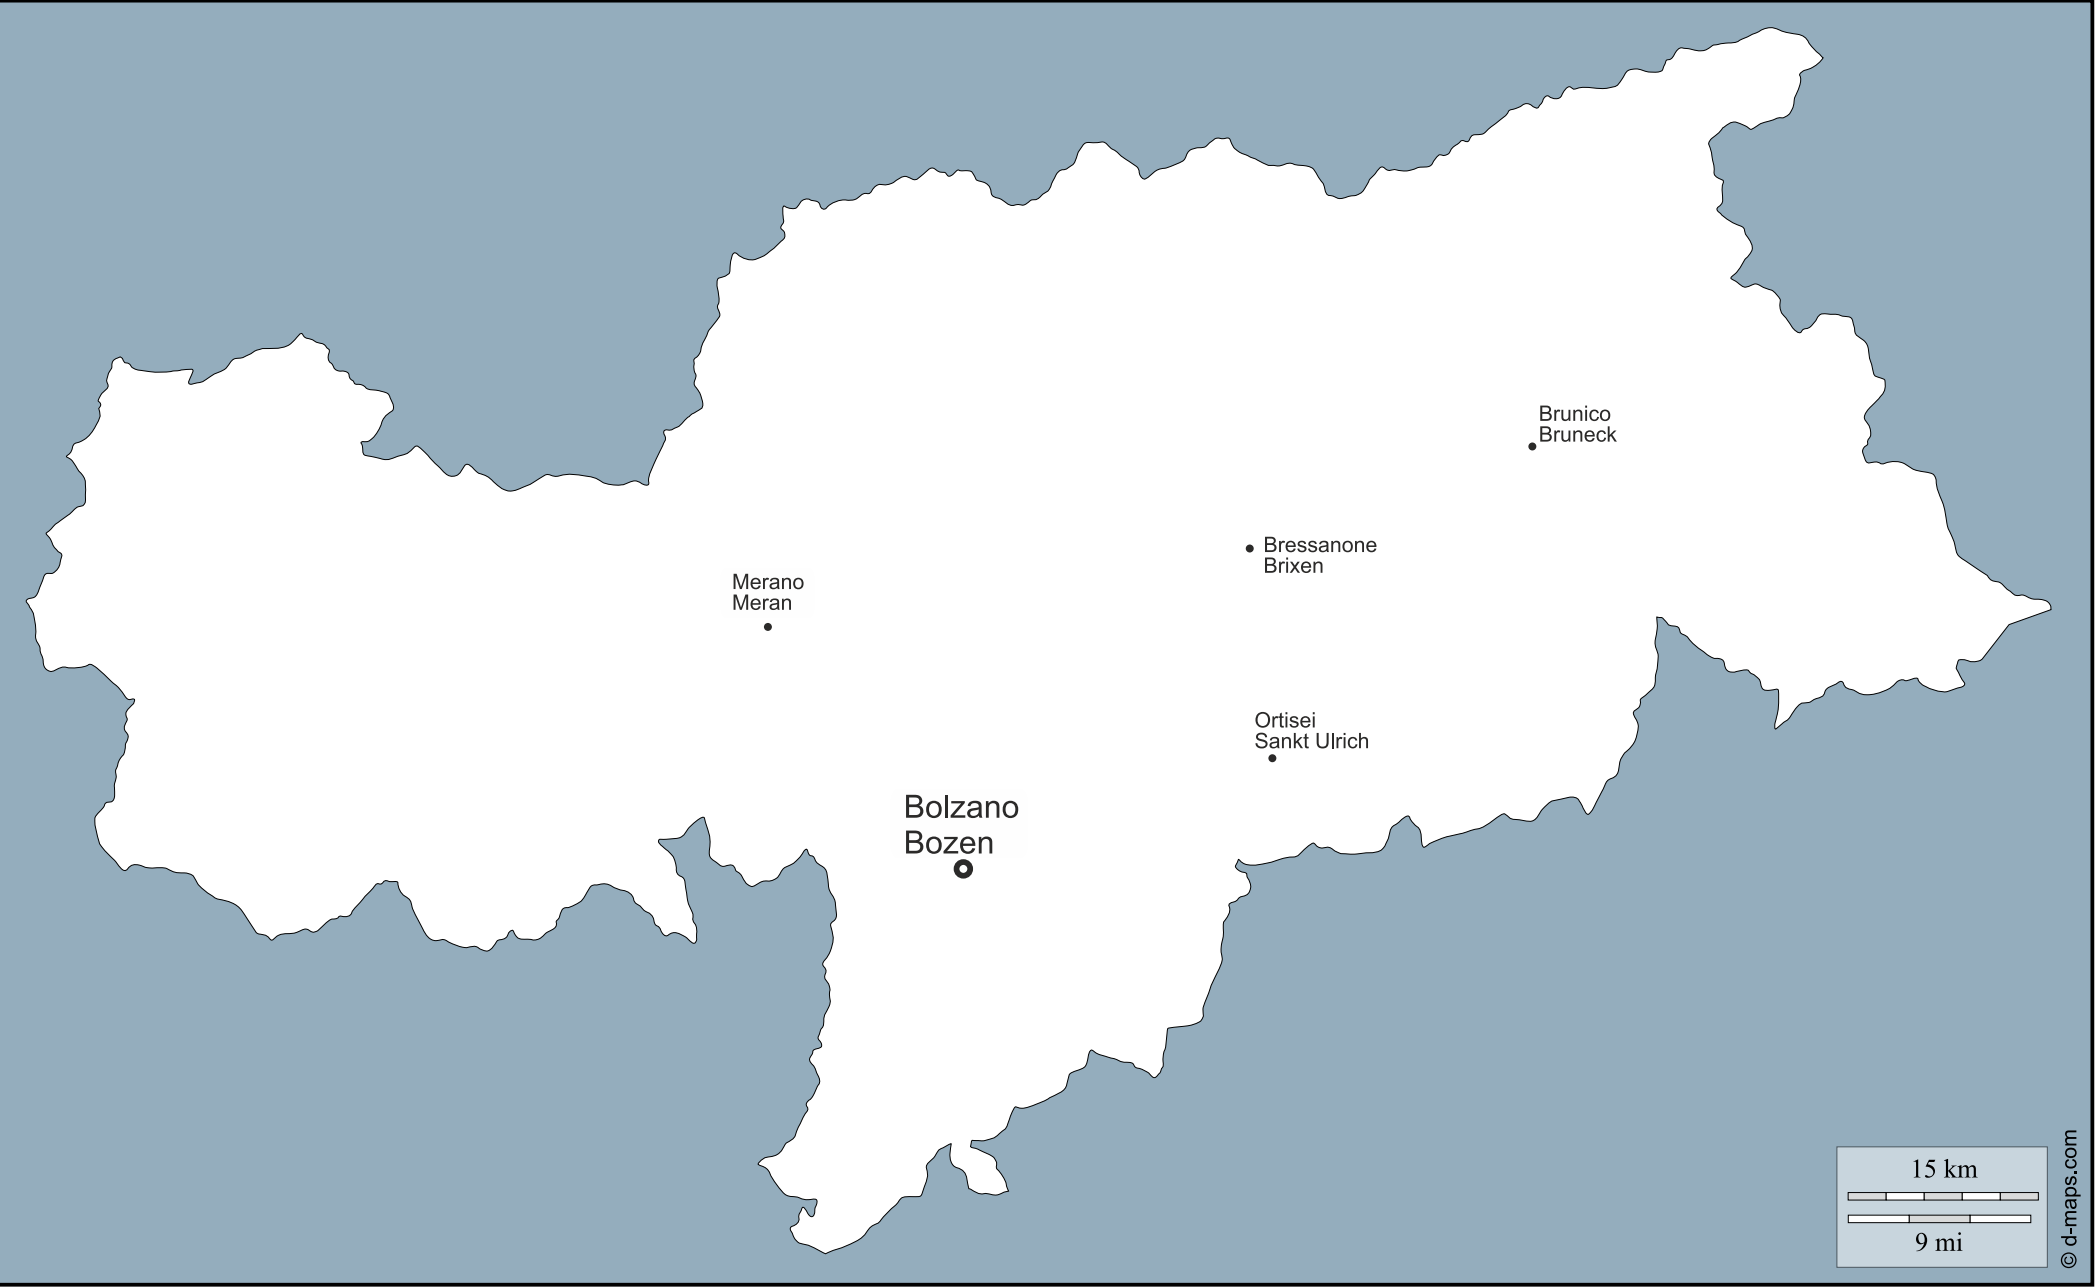 Brunico
Bruneck
Bressanone
Brixen
Merano
Meran
Ortisei
Sankt Ulrich
Bolzano
Bozen
15 km
9 mi
© d-maps.com